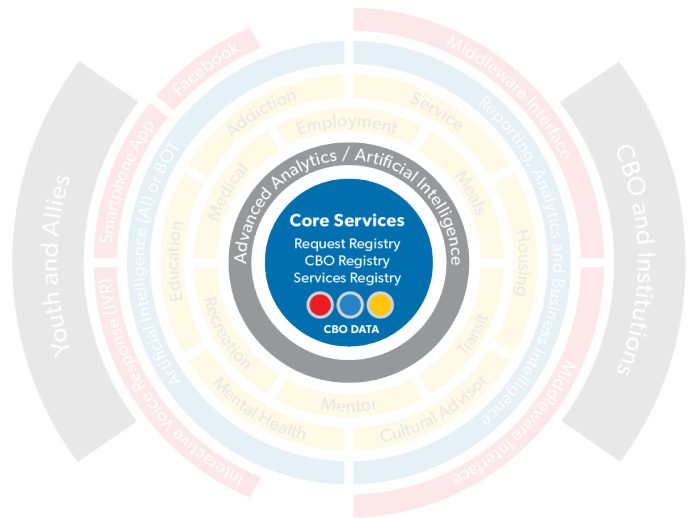 Facebook
Middleware Interface
Smartphone App
Youth and Allies
Artificial Intelligence (AI) or BOT
Reporting, Analytics and Business Intelligence
CBO and Institutions
Addiction
Service
Employment
Medical
Meals
Education
Housing
Advanced Analytics / Artificial Intelligence
Core Services
Request Registry
CBO Registry
Services Registry
CBO DATA
Recreation
Transit
Mental Health
Mentor
Cultural Advisor
Interactive Voice Response (IVR)
Middleware Interface